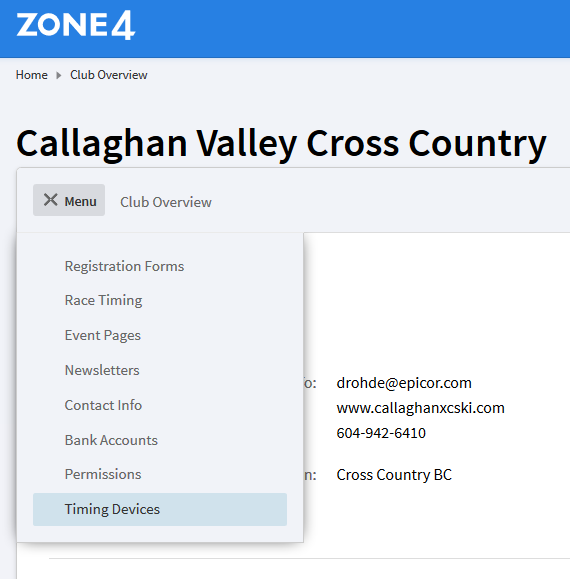 ZONE4
Home Club Overview
Callaghan Valley Cross Country
Menu Club Overview
Registration Forms
Race Timing
Event Pages
Newsletters
Contact Info
Bank Accounts
Permissions
Timing Devices
drohde@epicor.com
www.callaghanxcski.com
604-942-6410
Cross Country BC